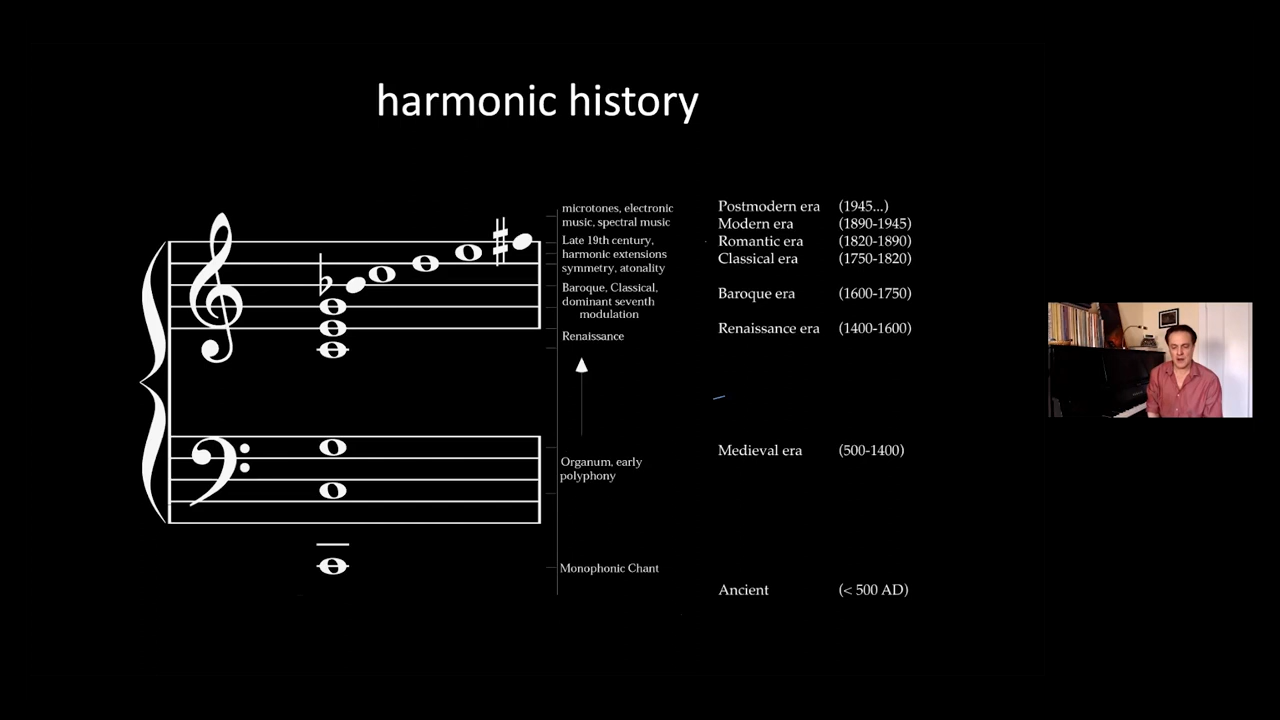 harmonic history
microtones, electronic
music, spectral music
Late 19th century,
harmonic extensions
symmetry, atonality
Baroque, Classical,
dominant seventh
modulation
Renaissance
Organum, early
polyphony
Monophonic Chant
Postmodern era (1945...)
Modern era (1890-1945)
Romantic era (1820-1890)
Classical era (1750-1820)
Baroque era (1600-1750)
Renaissance era (1400-1600)
Medieval era (500-1400)
Ancient (< 500 AD)